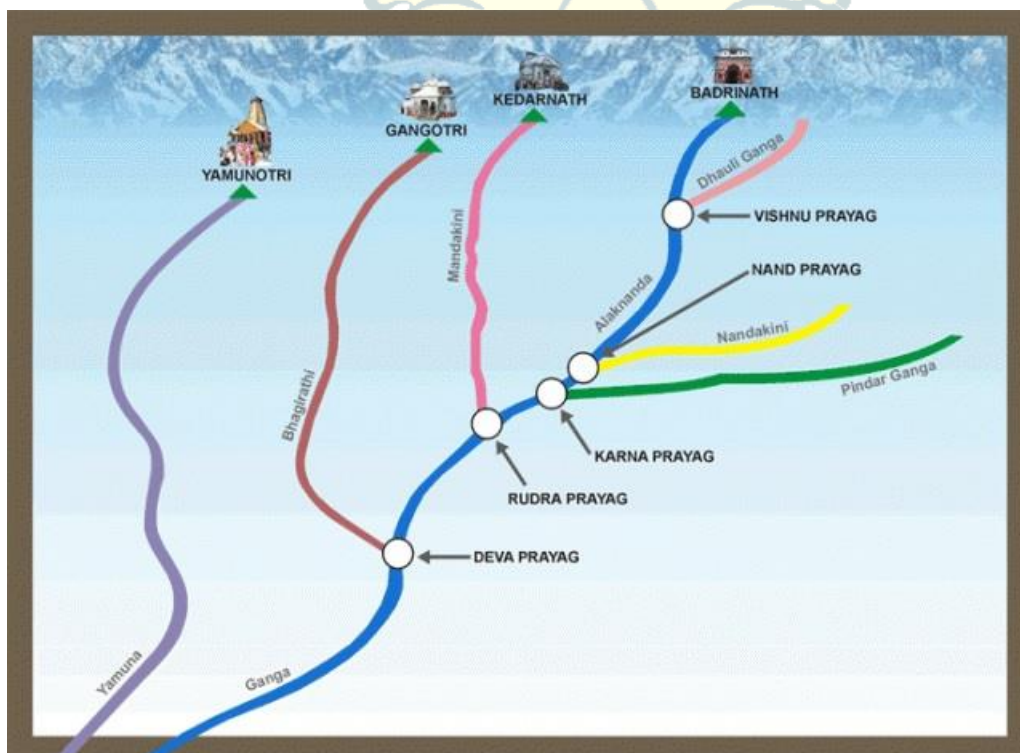 KEDARNATH
BADRINATH
GANGOTRI
YAMUNOTRI
Dhauli Ganga
VISHNU PRAYAG
Mandakini
NAND PRAYAG
Alaknanda
Nandakini
Pindar Ganga
Bhagirathi
KARNA PRAYAG
RUDRA PRAYAG
DEVA PRAYAG
Yamuna
Ganga